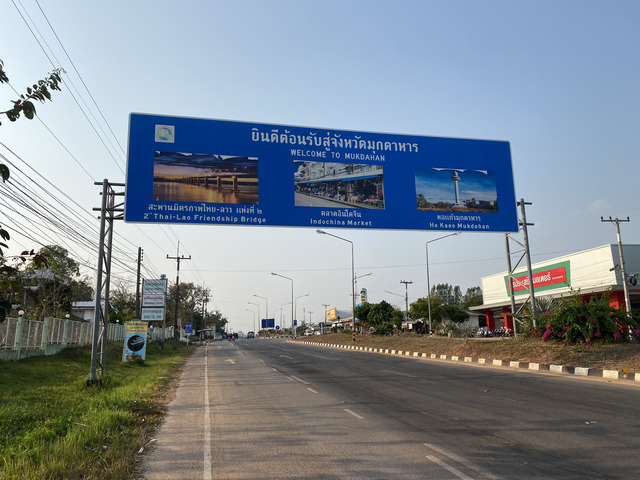 ยินดีต้อนรับสู่จังหวัดมุกดาหาร
WELCOME TO MUKDAHAN
สะพานมิตรภาพไทย-ลาว แห่งที่ ๒
2nd Thai-Lao Friendship Bridge
ตลาดอินโดจีน
Indochina Market
หอแก้วมุกดาหาร
Ho Kaeo Mukdahan